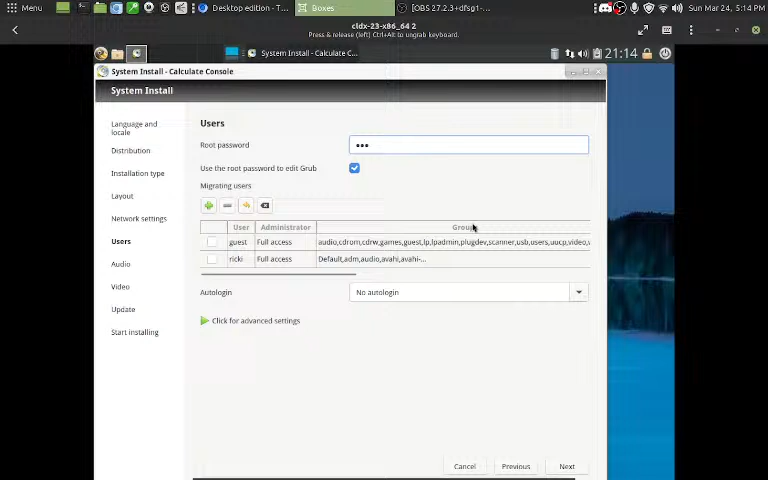 Menu Desktop edition - T... Boxes [OBS 27.2.3+dfsg1-... Sun Mar 24, 5:14 PM
cldx-23-x86_64 2
Press & release (left) Ctrl+Alt to ungrab keyboard.
System Install - Calculate C... 21:14
System Install - Calculate Console
System Install
Language and
locale
Distribution
Installation type
Layout
Network settings
Users
Audio
Video
Update
Start installing
Users
Root password
Use the root password to edit Grub
Migrating users
User Administrator Group
guest Full access audio,cdrom,cdrw,games,guest,lp,lpadmin,plugdev,scanner,usb,users,uucp,video,v
ricki Full access Default,adm,audio,avahi,avahi-...
Autologin No autologin
Click for advanced settings
Cancel Previous Next